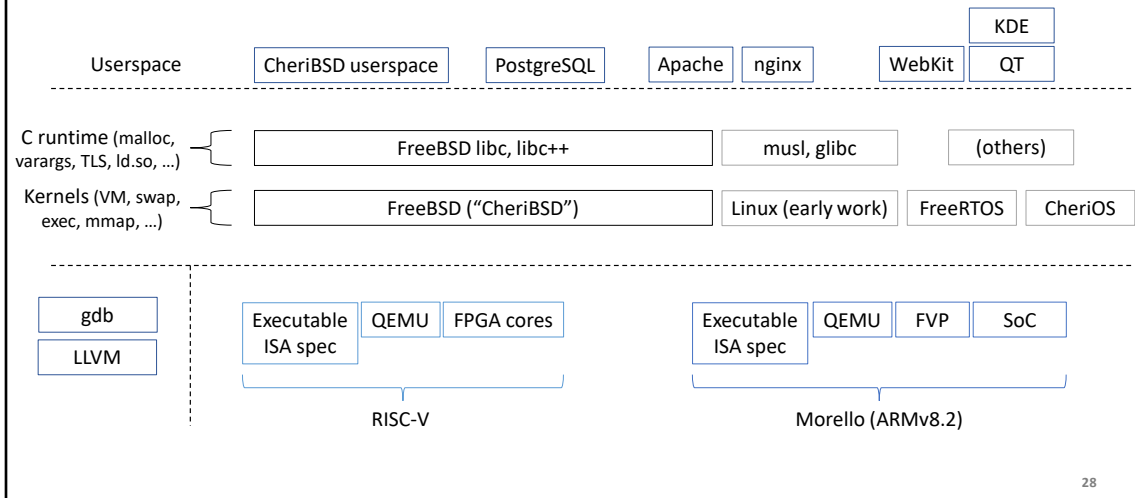 KDE
Userspace
CheriBSD userspace
PostgreSQL
Apache
nginx
WebKit
QT
C runtime (malloc,
varargs, TLS, ld.so, …)
FreeBSD libc, libc++
musl, glibc
(others)
Kernels (VM, swap,
exec, mmap, …)
FreeBSD (“CheriBSD”)
Linux (early work)
FreeRTOS
CheriOS
gdb
LLVM
Executable
ISA spec
QEMU
FPGA cores
RISC-V
Executable
ISA spec
QEMU
FVP
SoC
Morello (ARMv8.2)
28